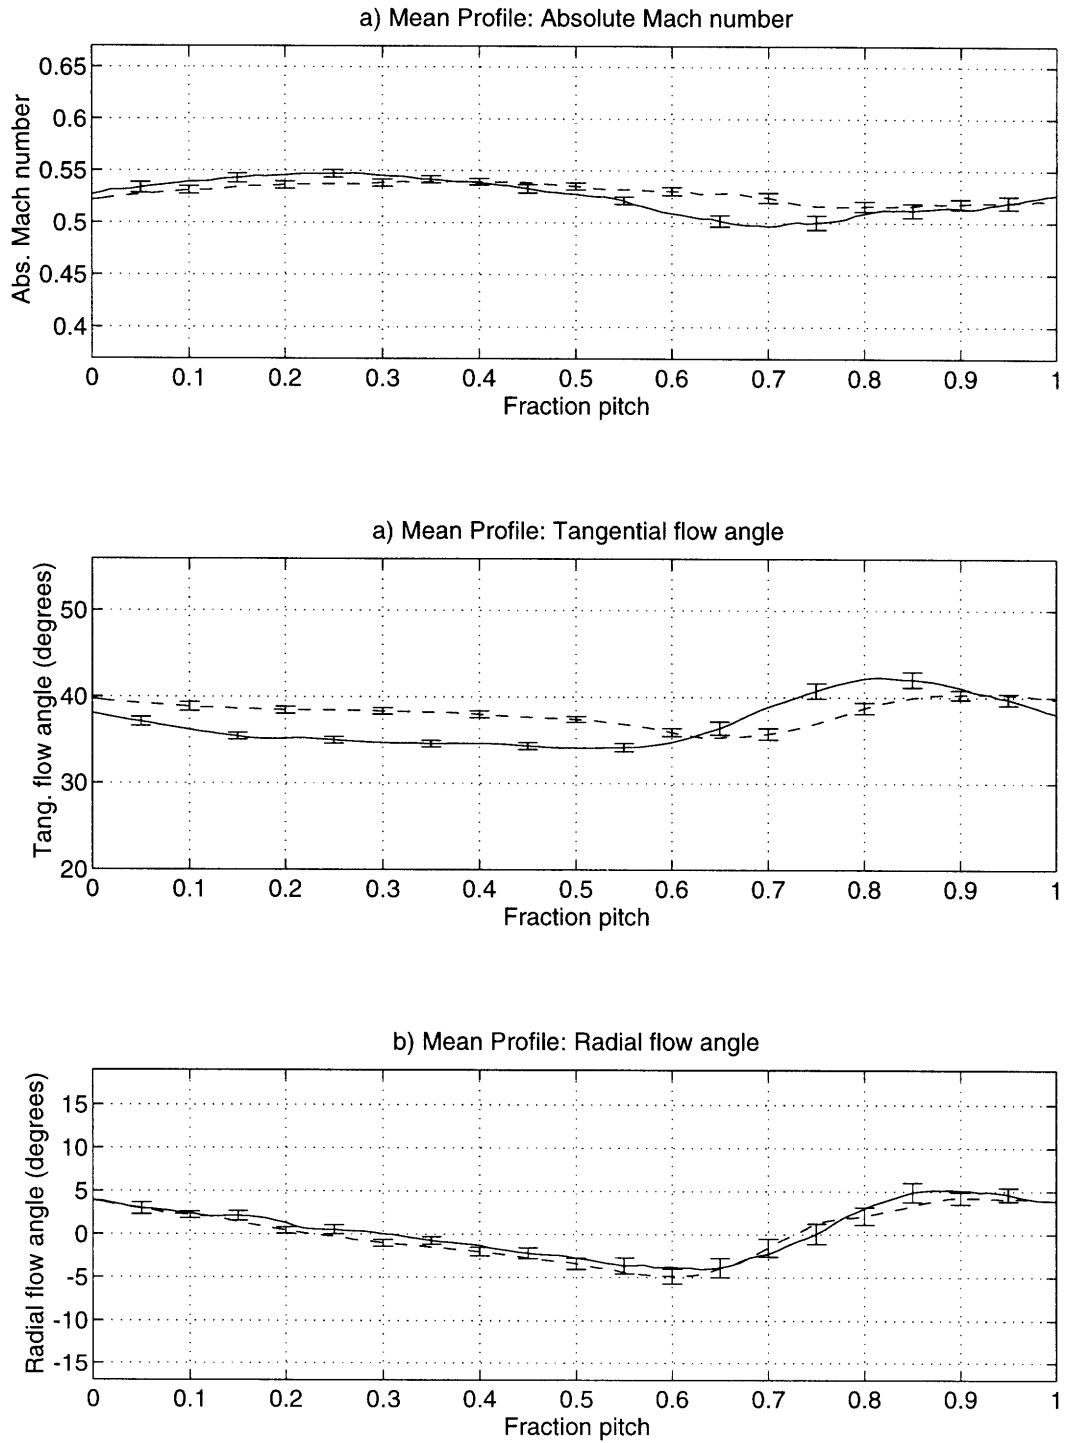 a) Mean Profile: Absolute Mach number
Abs. Mach number
0.65
0.6
0.55
0.5
0.45
0.4
0 0.1 0.2 0.3 0.4 0.5 0.6 0.7 0.8 0.9 1
Fraction pitch
a) Mean Profile: Tangential flow angle
Tang. flow angle (degrees)
50
40
30
20
0 0.1 0.2 0.3 0.4 0.5 0.6 0.7 0.8 0.9 1
Fraction pitch
b) Mean Profile: Radial flow angle
Radial flow angle (degrees)
15
10
5
0
-5
-10
-15
0 0.1 0.2 0.3 0.4 0.5 0.6 0.7 0.8 0.9 1
Fraction pitch